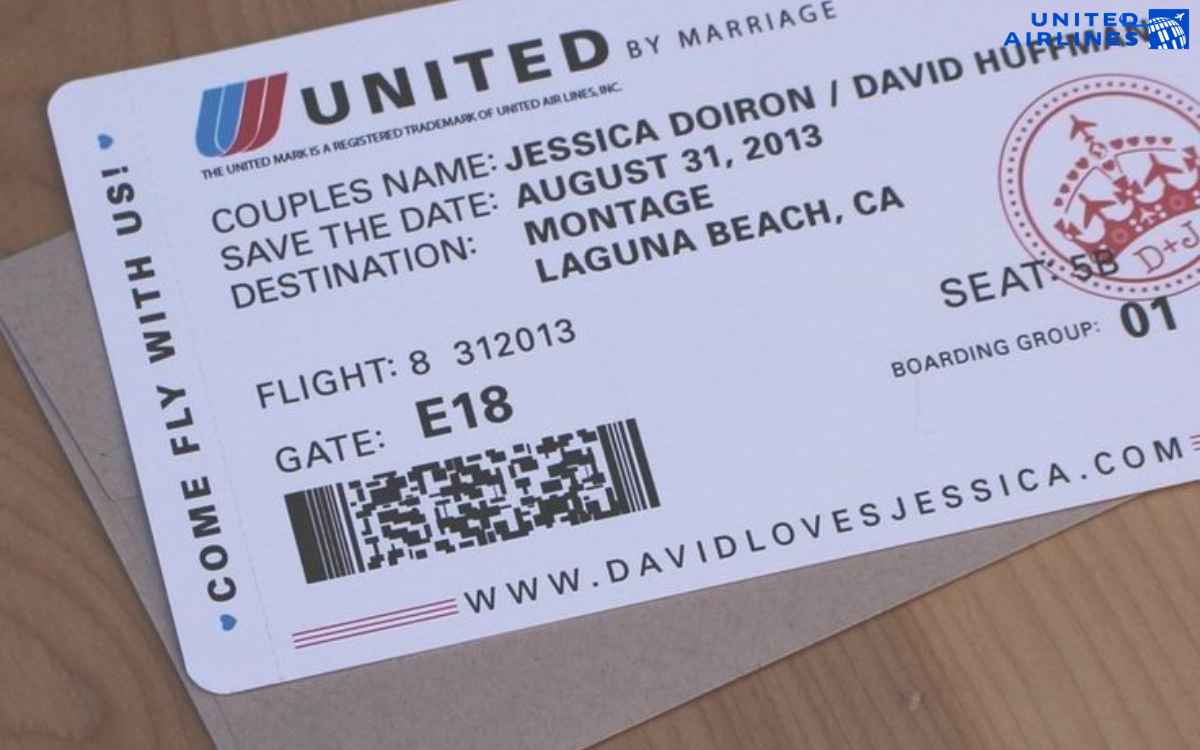 UNITED
AIRLINES
UNITED BY MARRIAGE
THE UNITED MARK IS A REGISTERED TRADEMARK OF UNITED AIR LINES, INC.
COUPLES NAME: JESSICA DOIRON / DAVID HUFFMAN
SAVE THE DATE: AUGUST 31, 2013
DESTINATION: MONTAGE
LAGUNA BEACH, CA
D+J
SEAT: 5B
BOARDING GROUP: 01
FLIGHT: 8 312013
GATE: E18
WWW.DAVIDLOVESJESSICA.COM
COME FLY WITH US!